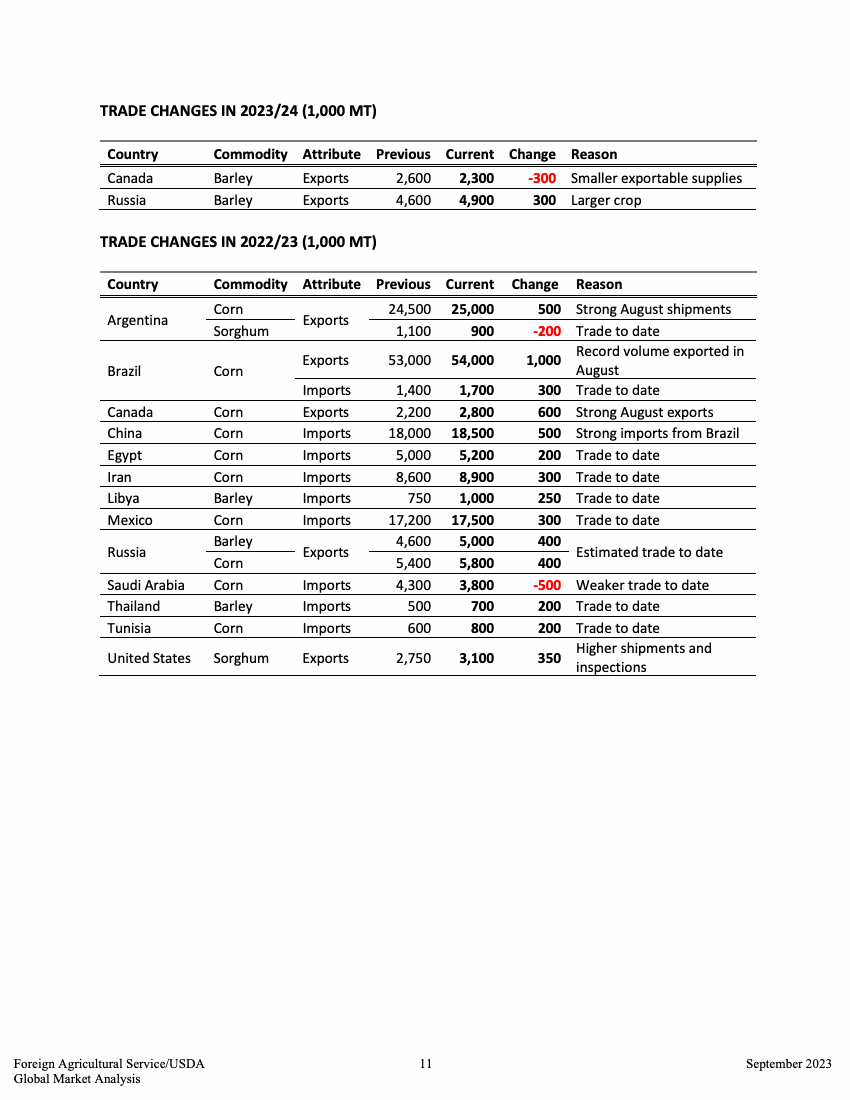 TRADE CHANGES IN 2023/24 (1,000 MT)
Country Commodity Attribute Previous Current Change Reason
Canada Barley Exports 2,600 2,300 -300 Smaller exportable supplies
Russia Barley Exports 4,600 4,900 300 Larger crop
TRADE CHANGES IN 2022/23 (1,000 MT)
Country Commodity Attribute Previous Current Change Reason
Argentina Corn Exports 24,500 25,000 500 Strong August shipments
Sorghum 1,100 900 -200 Trade to date
Brazil Corn Exports 53,000 54,000 1,000 Record volume exported in
August
Imports 1,400 1,700 300 Trade to date
Canada Corn Exports 2,200 2,800 600 Strong August exports
China Corn Imports 18,000 18,500 500 Strong imports from Brazil
Egypt Corn Imports 5,000 5,200 200 Trade to date
Iran Corn Imports 8,600 8,900 300 Trade to date
Libya Barley Imports 750 1,000 250 Trade to date
Mexico Corn Imports 17,200 17,500 300 Trade to date
Russia Barley Exports 4,600 5,000 400 Estimated trade to date
Corn 5,400 5,800 400
Saudi Arabia Corn Imports 4,300 3,800 -500 Weaker trade to date
Thailand Barley Imports 500 700 200 Trade to date
Tunisia Corn Imports 600 800 200 Trade to date
United States Sorghum Exports 2,750 3,100 350 Higher shipments and
inspections
Foreign Agricultural Service/USDA 11 September 2023
Global Market Analysis